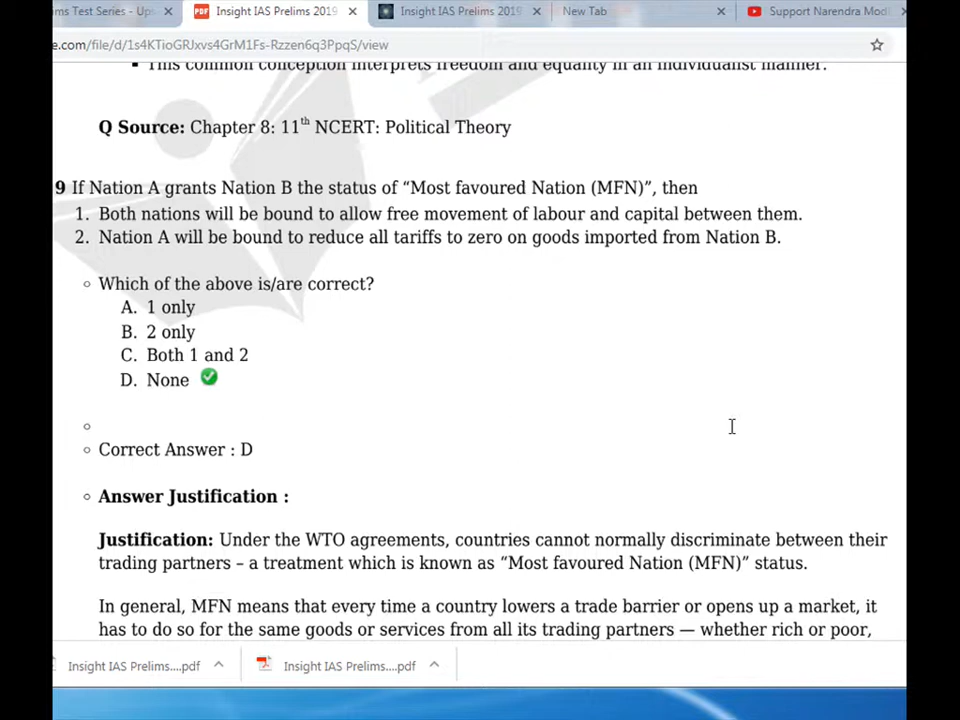 ims Test Series - Ups
Insight IAS Prelims 2019
Insight IAS Prelims 2019
New Tab
Support Narendra Modi
e.com/file/d/1s4KTioGRJxvs4GrM1Fs-Rzzen6q3PpqS/view
This common conception interprets freedom and equality in an individualist manner.
Q Source: Chapter 8: 11th NCERT: Political Theory
9 If Nation A grants Nation B the status of “Most favoured Nation (MFN)”, then
1. Both nations will be bound to allow free movement of labour and capital between them.
2. Nation A will be bound to reduce all tariffs to zero on goods imported from Nation B.
Which of the above is/are correct?
A. 1 only
B. 2 only
C. Both 1 and 2
D. None
Correct Answer : D
Answer Justification :
Justification: Under the WTO agreements, countries cannot normally discriminate between their
trading partners – a treatment which is known as “Most favoured Nation (MFN)” status.
In general, MFN means that every time a country lowers a trade barrier or opens up a market, it
has to do so for the same goods or services from all its trading partners — whether rich or poor,
Insight IAS Prelims....pdf
Insight IAS Prelims....pdf